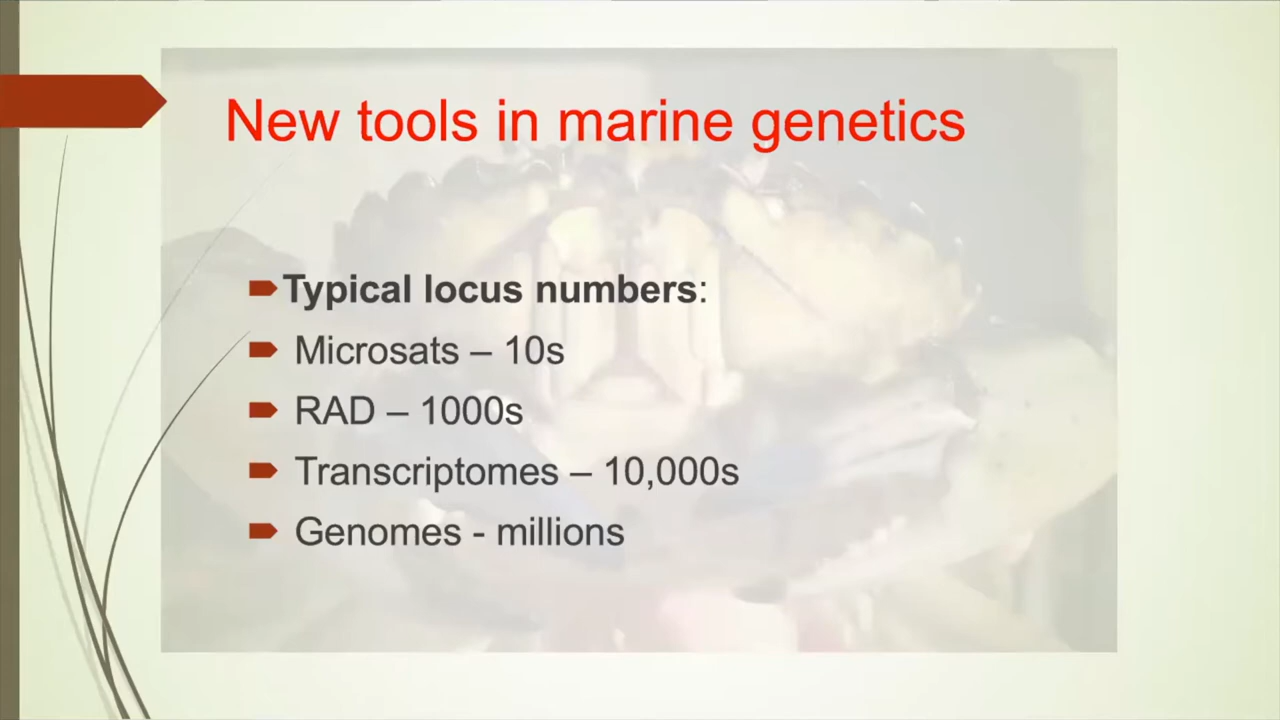 New tools in marine genetics
Typical locus numbers:
Microsats – 10s
RAD – 1000s
Transcriptomes – 10,000s
Genomes - millions